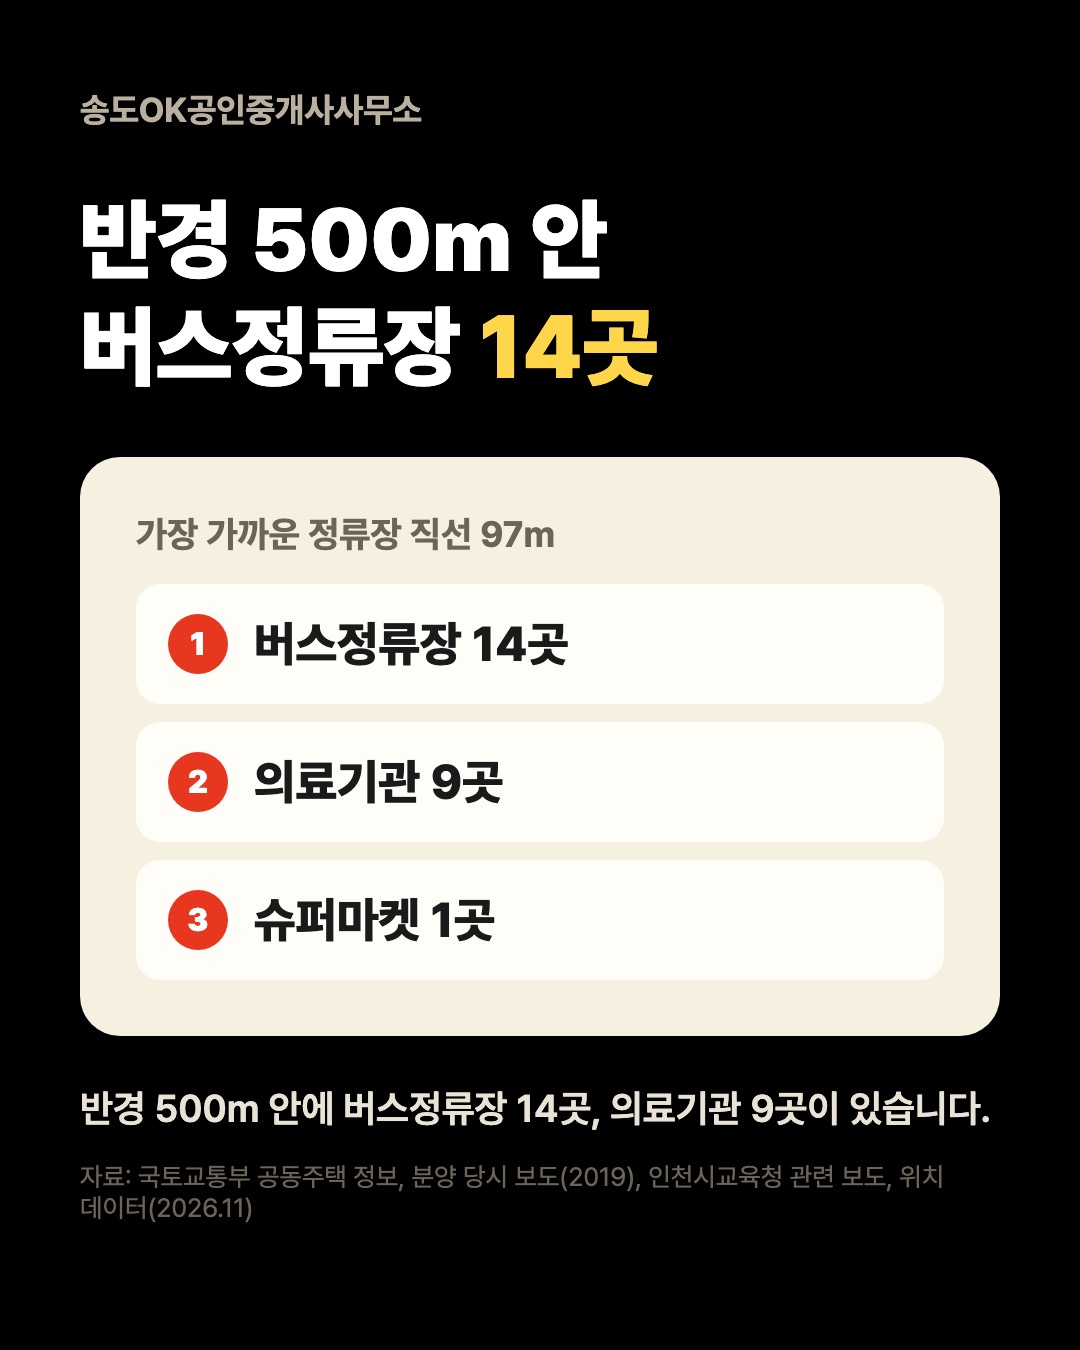 송도OK공인중개사사무소
반경 500m 안
버스정류장 14곳
가장 가까운 정류장 직선 97m
1 버스정류장 14곳
2 의료기관 9곳
3 슈퍼마켓 1곳
반경 500m 안에 버스정류장 14곳, 의료기관 9곳이 있습니다.
자료: 국토교통부 공동주택 정보, 분양 당시 보도(2019), 인천시교육청 관련 보도, 위치
데이터(2026.11)